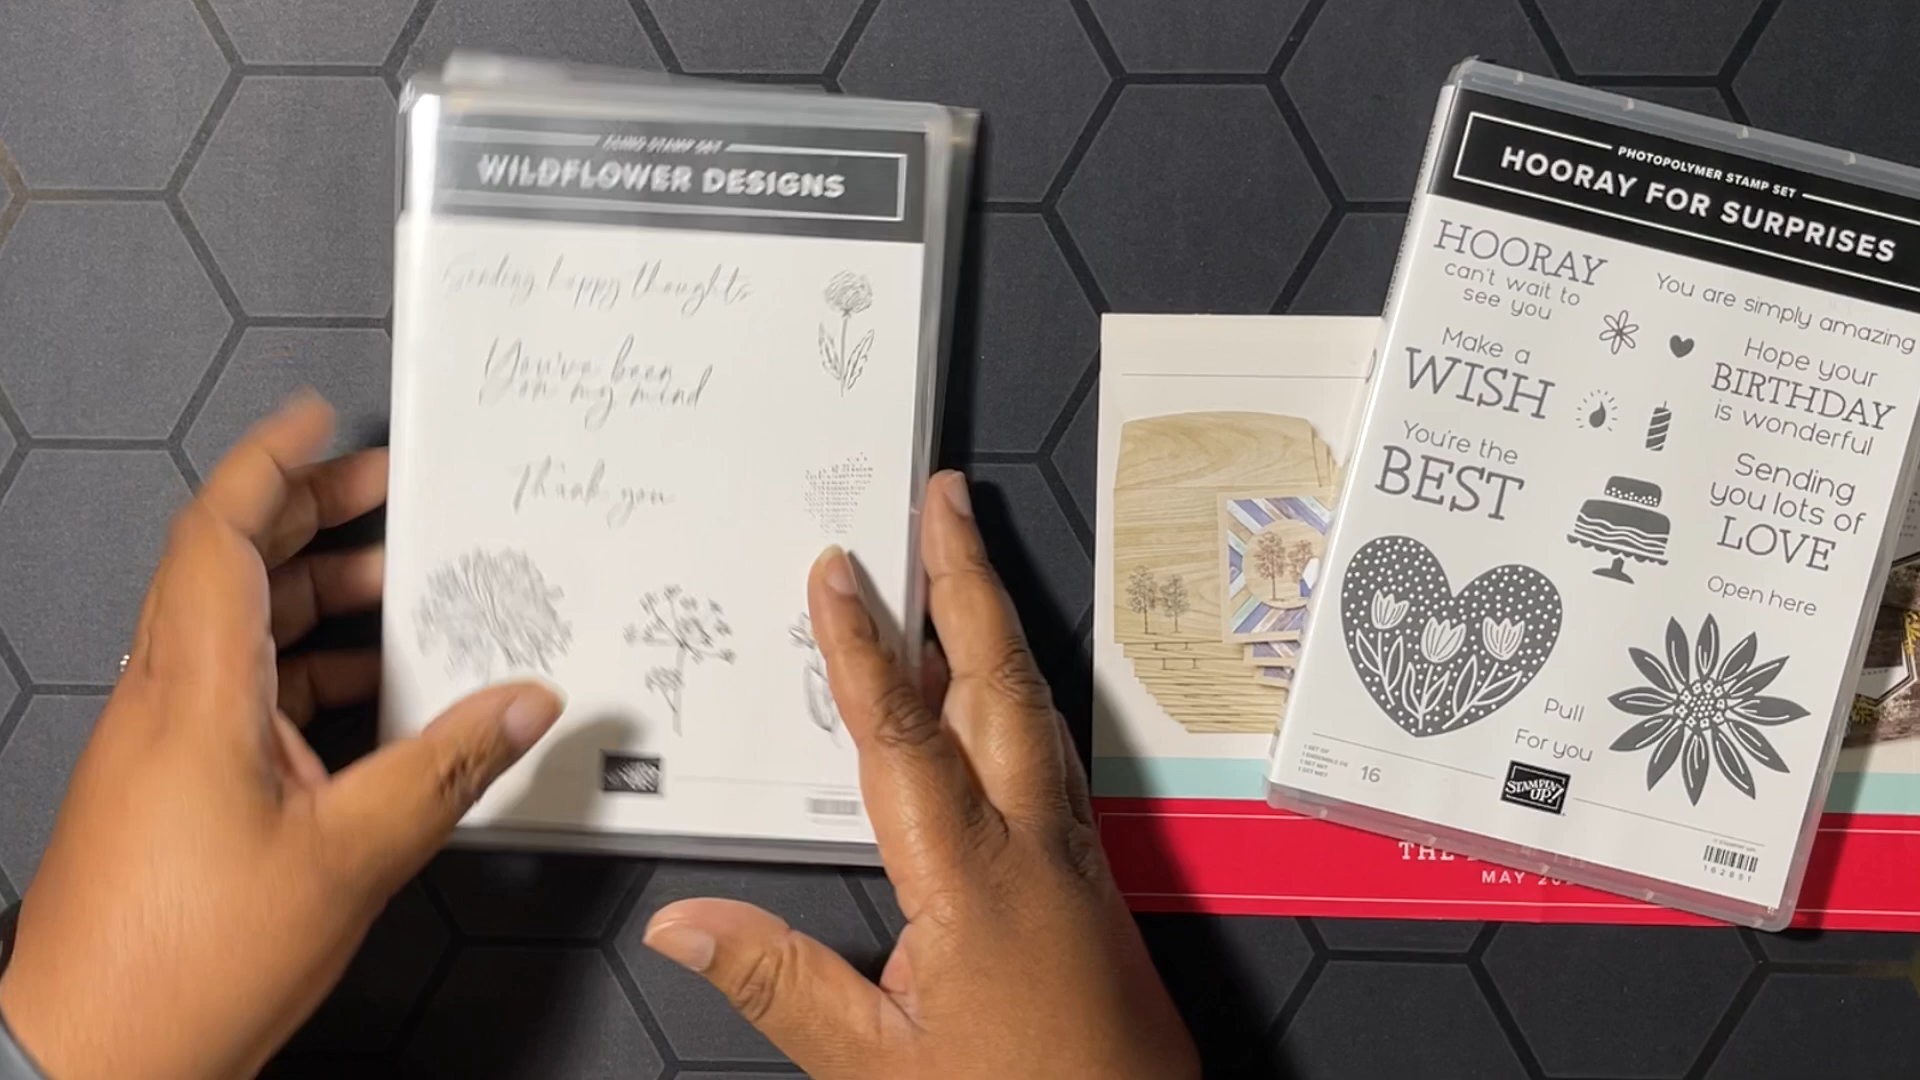 WILDFLOWER DESIGNS
Sending happy thoughts
You've been
on my mind
Thank you
PHOTOPOLYMER STAMP SET
HOORAY FOR SURPRISES
HOORAY
can't wait to
see you
You are simply amazing
Make a
WISH
Hope your
BIRTHDAY
is wonderful
You're the
BEST
Sending
you lots of
LOVE
Open here
Pull
For you
16
STAMPIN' UP!
162851
THE
MAY